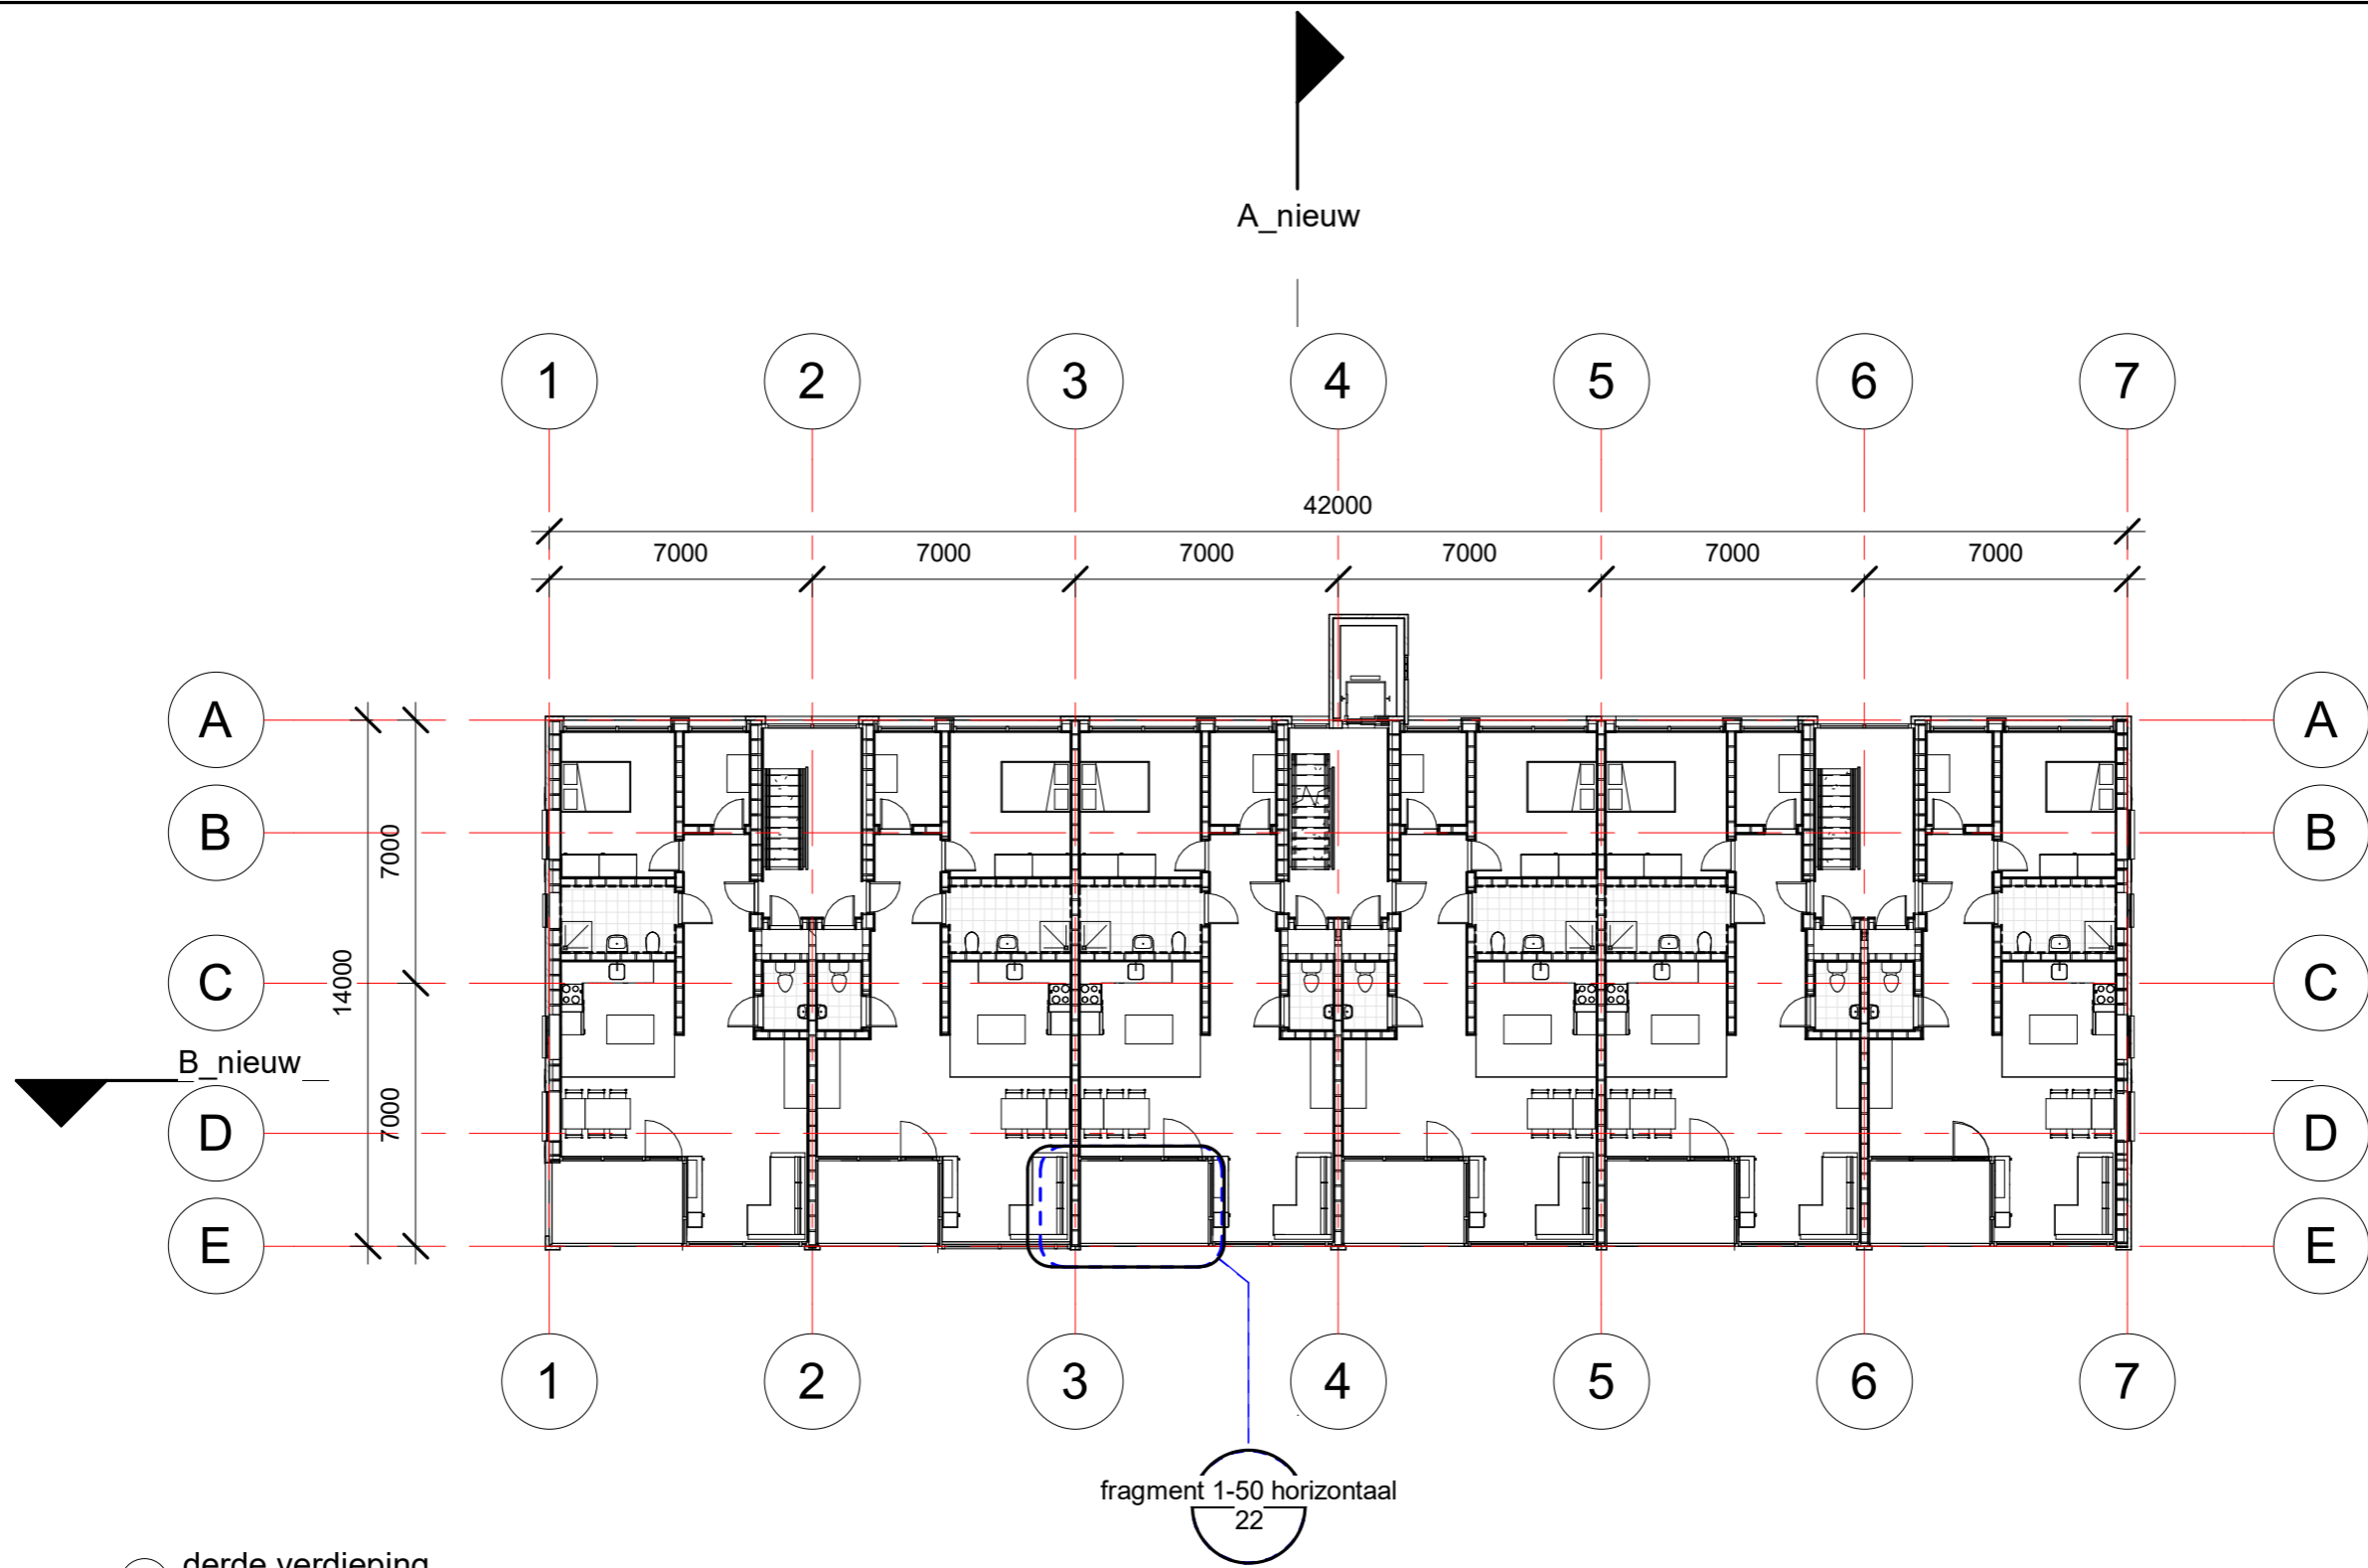 A_nieuw
1 2 3 4 5 6 7
42000
7000 7000 7000 7000 7000 7000
A A
B B
7000
14000
C C
B_nieuw
7000
D D
E E
1 2 3 4 5 6 7
fragment 1-50 horizontaal
22
derde verdieping